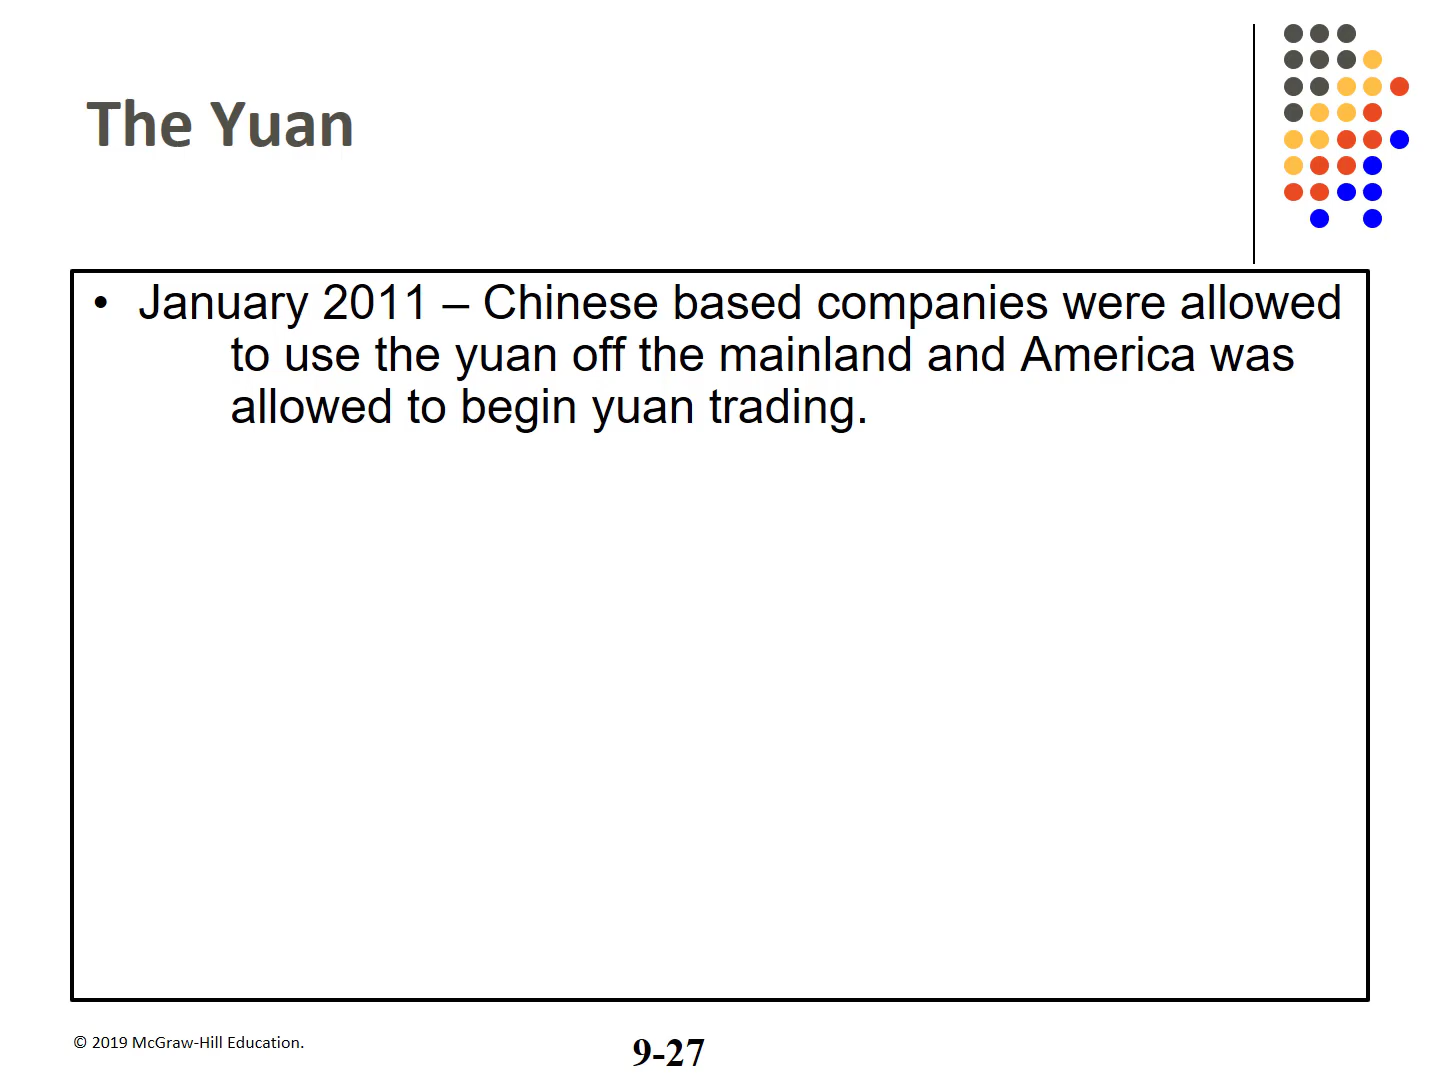 The Yuan
• January 2011 – Chinese based companies were allowed
to use the yuan off the mainland and America was
allowed to begin yuan trading.
© 2019 McGraw-Hill Education.
9-27